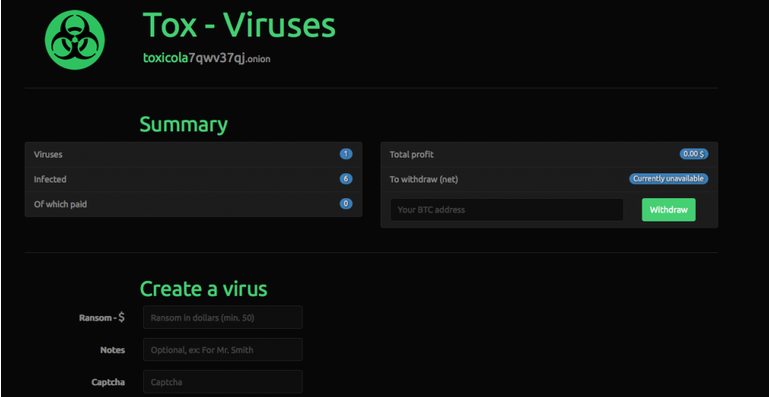 Tox - Viruses
toxicola7qwv37qj.onion
Summary
Viruses 1
Infected 6
Of which paid 0
Total profit 0.00 $
To withdraw (net) Currently unavailable
Your BTC address Withdraw
Create a virus
Ransom - $ Ransom in dollars (min. 50)
Notes Optional, ex: For Mr. Smith
Captcha Captcha